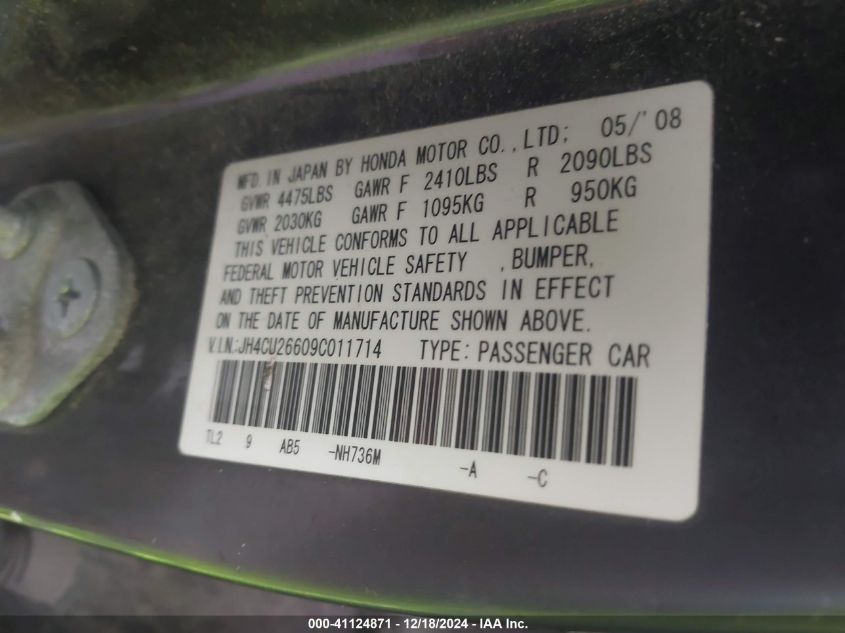 MFD. IN JAPAN BY HONDA MOTOR CO.,LTD; 05/'08
GVWR 4475LBS GAWR F 2410LBS R 2090LBS
GVWR 2030KG GAWR F 1095KG R 950KG
THIS VEHICLE CONFORMS TO ALL APPLICABLE
FEDERAL MOTOR VEHICLE SAFETY , BUMPER,
AND THEFT PREVENTION STANDARDS IN EFFECT
ON THE DATE OF MANUFACTURE SHOWN ABOVE.
V.I.N.:JH4CU26609C011714 TYPE: PASSENGER CAR
TL2 9 AB5 -NH736M -A -C
000-41124871 - 12/18/2024 - IAA Inc.